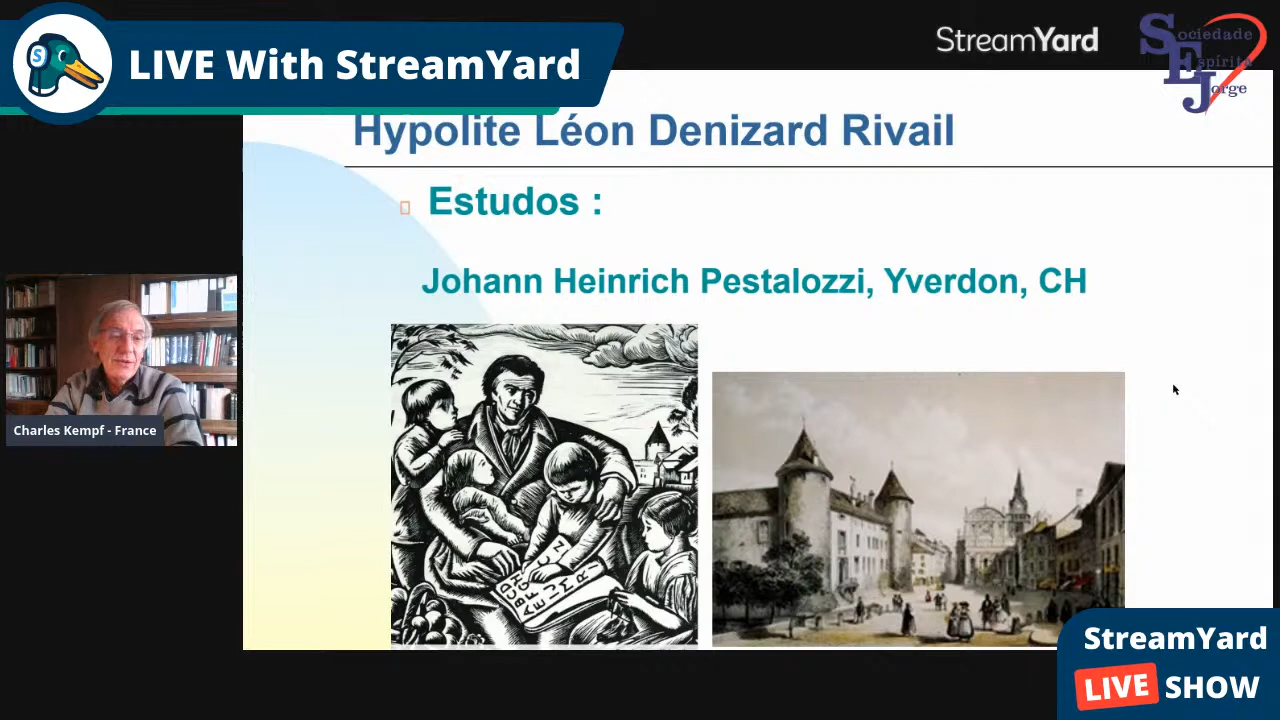 LIVE With StreamYard
StreamYard
Sociedade
Espírita
Jorge
Hypolite Léon Denizard Rivail
Estudos :
Johann Heinrich Pestalozzi, Yverdon, CH
Charles Kempf - France
StreamYard
LIVE SHOW